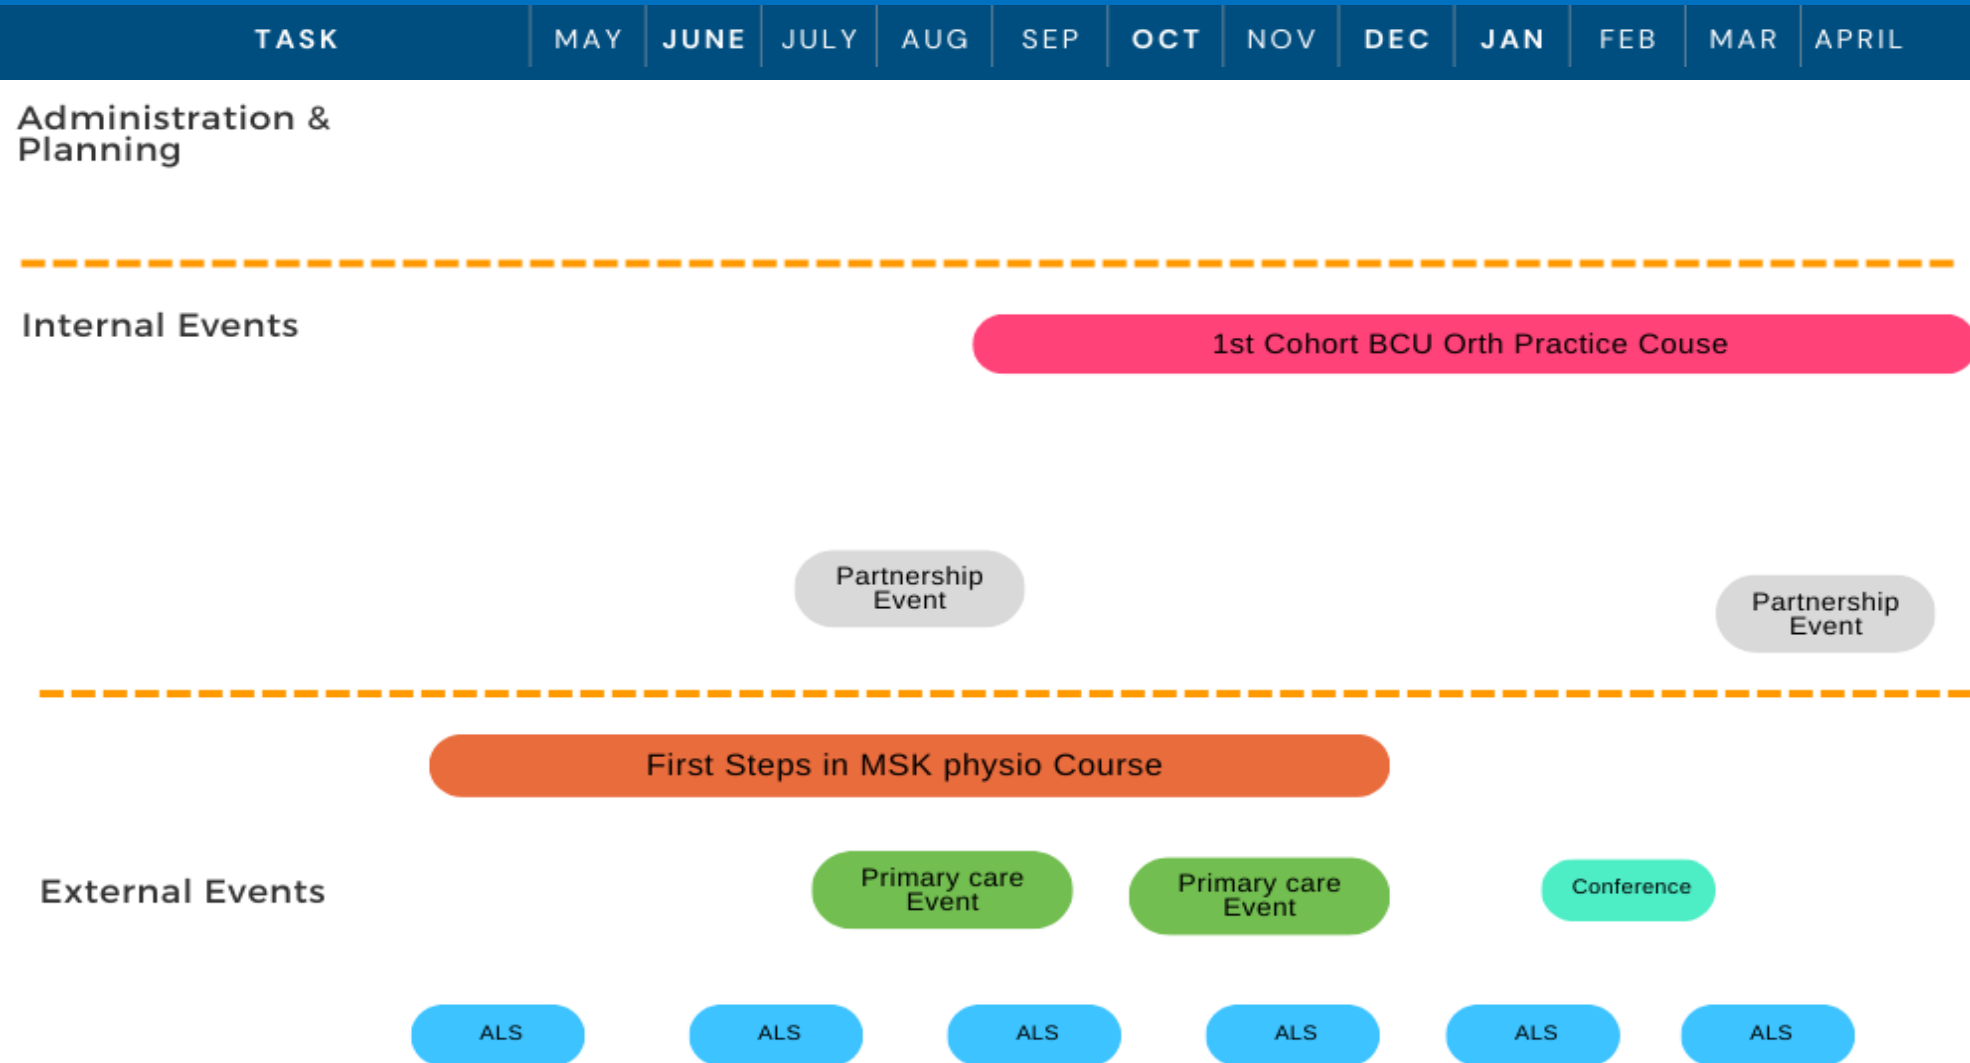 TASK MAY JUNE JULY AUG SEP OCT NOV DEC JAN FEB MAR APRIL
Administration &
Planning
Internal Events
1st Cohort BCU Orth Practice Couse
Partnership
Event
Partnership
Event
First Steps in MSK physio Course
External Events
Primary care
Event
Primary care
Event
Conference
ALS ALS ALS ALS ALS ALS